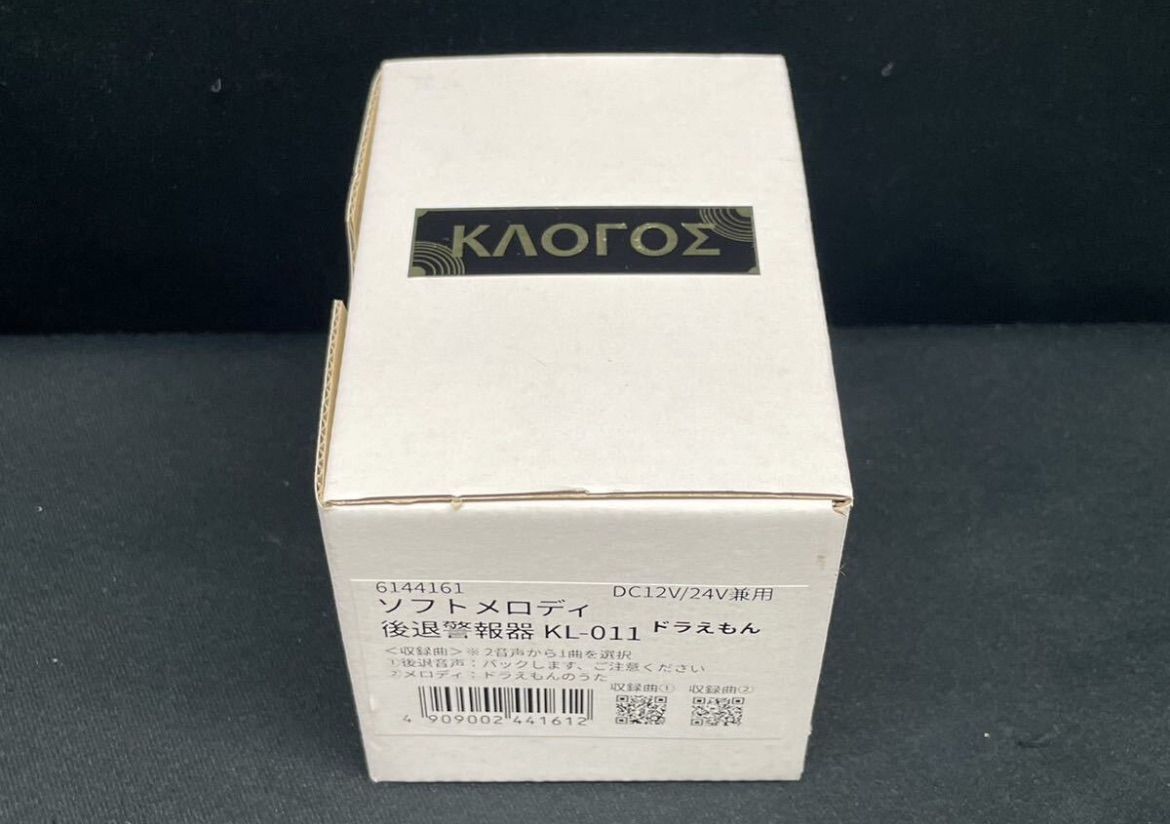 ΚΛΟΓΟΣ
6144161 DC12V/24V兼用
ソフトメロディ
後退警報器 KL-011 ドラえもん
＜収録曲＞※2音声から1曲を選択
①後退音声：バックします、ご注意ください
②メロディ：ドラえもんのうた
収録曲① 収録曲②
4 909002 441612